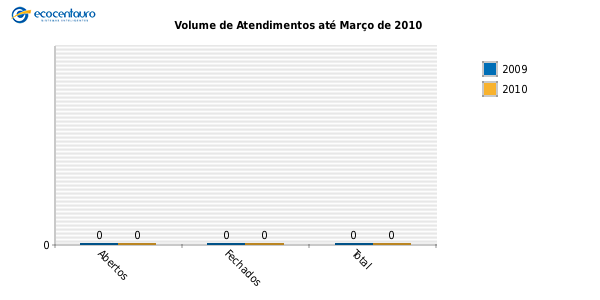 ecocentauro
Volume de Atendimentos até Março de 2010
2009
2010
0 0 0 0 0 0
0
Abertos Fechados Total